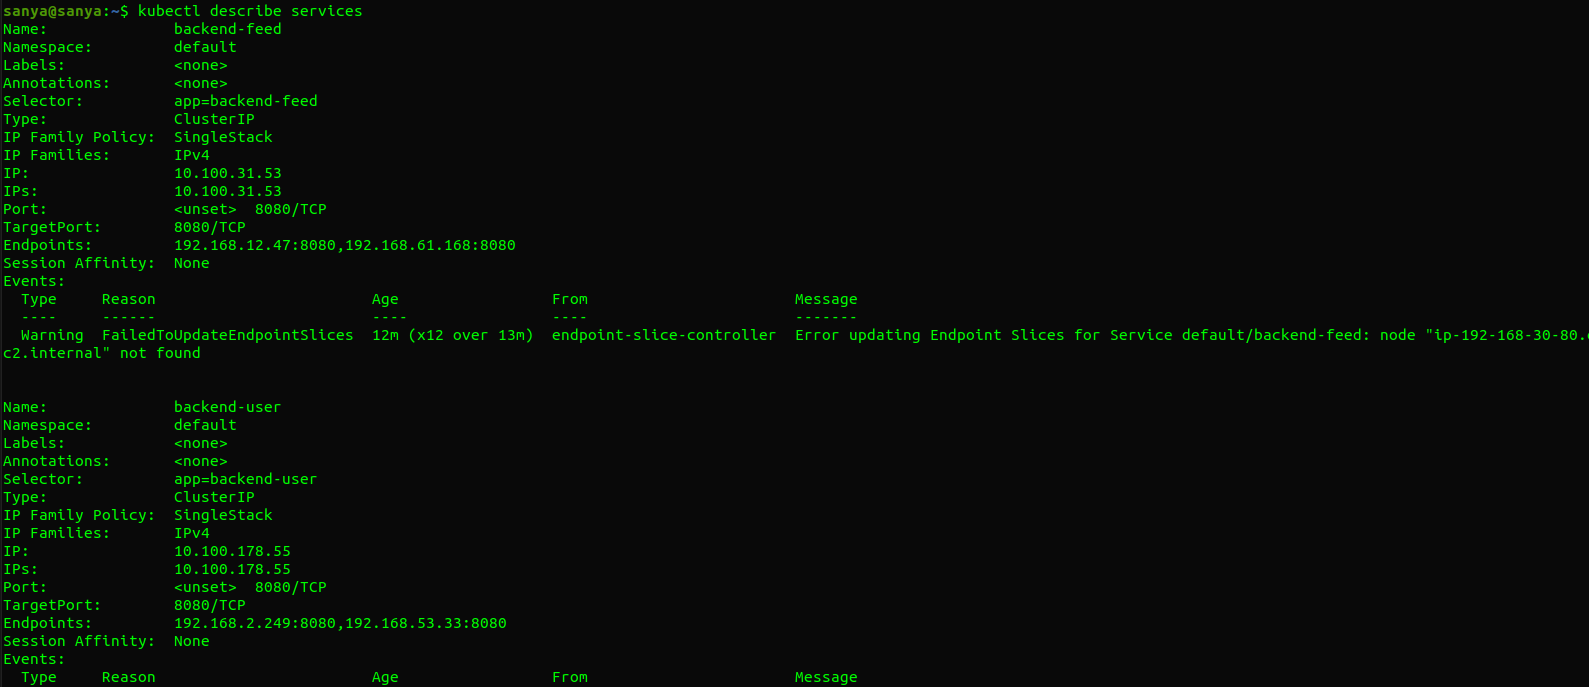 sanya@sanya:~$ kubectl describe services
Name:              backend-feed
Namespace:         default
Labels:            <none>
Annotations:       <none>
Selector:          app=backend-feed
Type:              ClusterIP
IP Family Policy:  SingleStack
IP Families:       IPv4
IP:                10.100.31.53
IPs:               10.100.31.53
Port:              <unset>  8080/TCP
TargetPort:        8080/TCP
Endpoints:         192.168.12.47:8080,192.168.61.168:8080
Session Affinity:  None
Events:
  Type     Reason                        Age                 From                       Message
  ----     ------                        ----                ----                       -------
  Warning  FailedToUpdateEndpointSlices  12m (x12 over 13m)  endpoint-slice-controller  Error updating Endpoint Slices for Service default/backend-feed: node "ip-192-168-30-80.e
c2.internal" not found
Name:              backend-user
Namespace:         default
Labels:            <none>
Annotations:       <none>
Selector:          app=backend-user
Type:              ClusterIP
IP Family Policy:  SingleStack
IP Families:       IPv4
IP:                10.100.178.55
IPs:               10.100.178.55
Port:              <unset>  8080/TCP
TargetPort:        8080/TCP
Endpoints:         192.168.2.249:8080,192.168.53.33:8080
Session Affinity:  None
Events:
  Type     Reason                        Age                 From                       Message